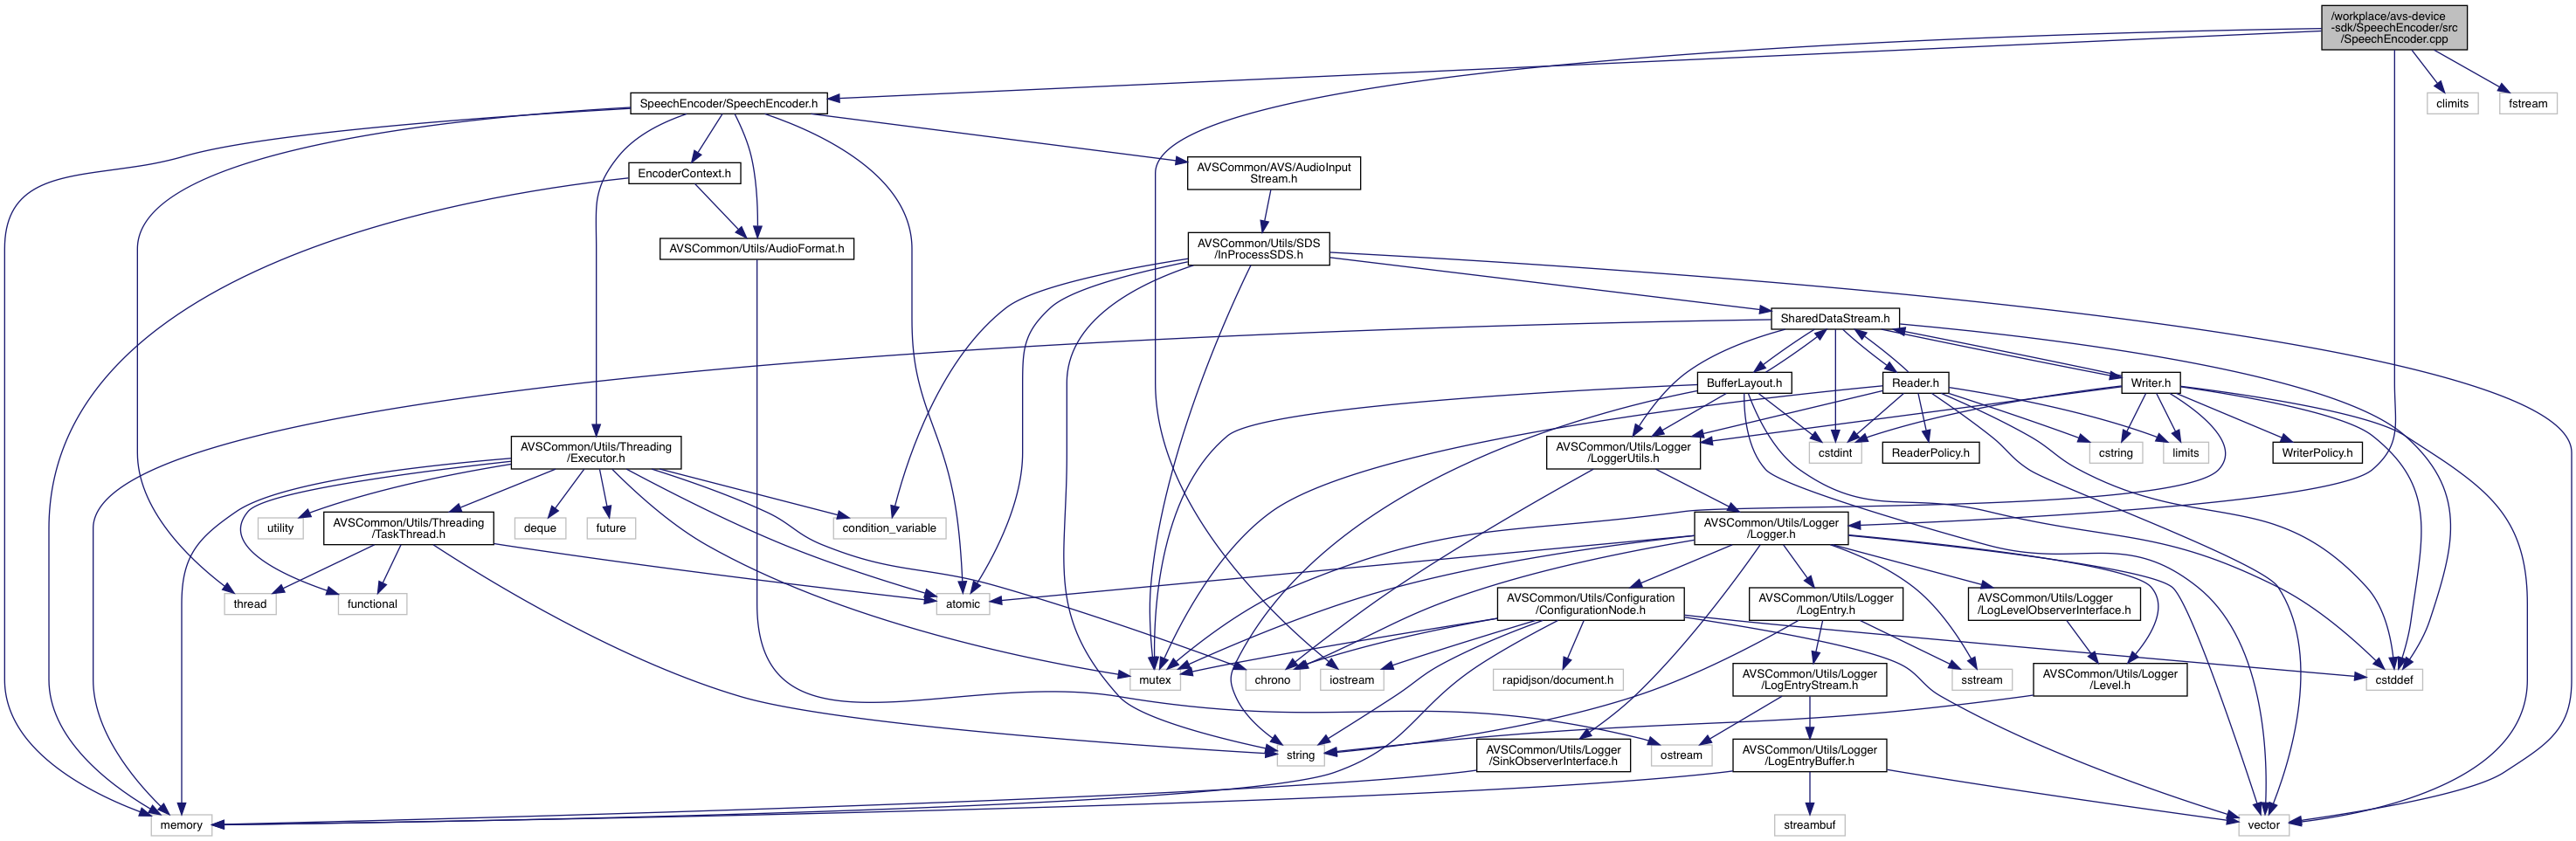 /workplace/avs-device
-sdk/SpeechEncoder/src
/SpeechEncoder.cpp
SpeechEncoder/SpeechEncoder.h
climits
fstream
EncoderContext.h
AVSCommon/AVS/AudioInput
Stream.h
AVSCommon/Utils/AudioFormat.h
AVSCommon/Utils/SDS
/InProcessSDS.h
SharedDataStream.h
BufferLayout.h
Reader.h
Writer.h
AVSCommon/Utils/Threading
/Executor.h
AVSCommon/Utils/Logger
/LoggerUtils.h
cstdint
ReaderPolicy.h
cstring
limits
WriterPolicy.h
utility
AVSCommon/Utils/Threading
/TaskThread.h
deque
future
condition_variable
AVSCommon/Utils/Logger
/Logger.h
thread
functional
atomic
AVSCommon/Utils/Configuration
/ConfigurationNode.h
AVSCommon/Utils/Logger
/LogEntry.h
AVSCommon/Utils/Logger
/LogLevelObserverInterface.h
mutex
chrono
iostream
rapidjson/document.h
AVSCommon/Utils/Logger
/LogEntryStream.h
sstream
AVSCommon/Utils/Logger
/Level.h
cstddef
string
AVSCommon/Utils/Logger
/SinkObserverInterface.h
ostream
AVSCommon/Utils/Logger
/LogEntryBuffer.h
memory
streambuf
vector